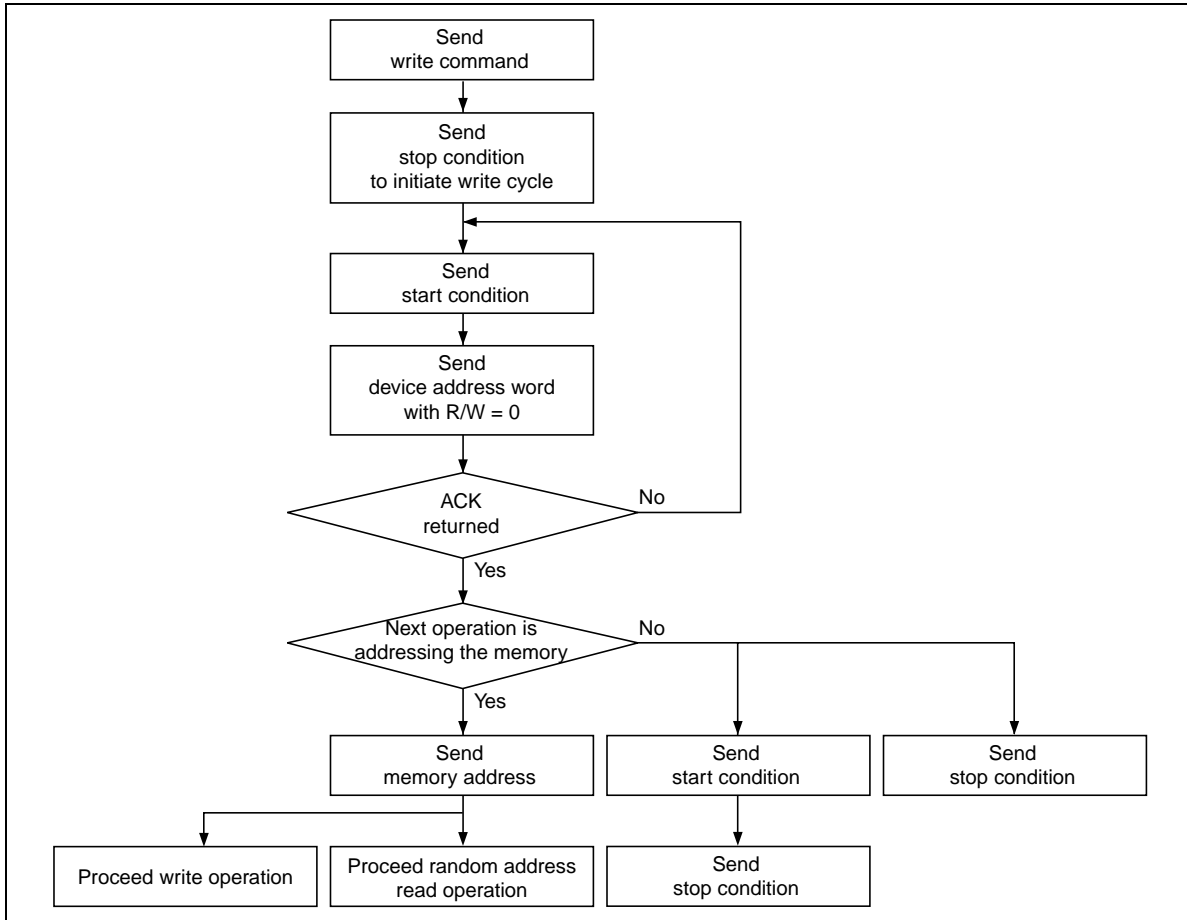 Send
write command
Send
stop condition
to initiate write cycle
Send
start condition
Send
device address word
with R/W = 0
ACK
returned
No
Yes
Next operation is
addressing the memory
No
Yes
Send
memory address
Send
start condition
Send
stop condition
Proceed write operation
Proceed random address
read operation
Send
stop condition